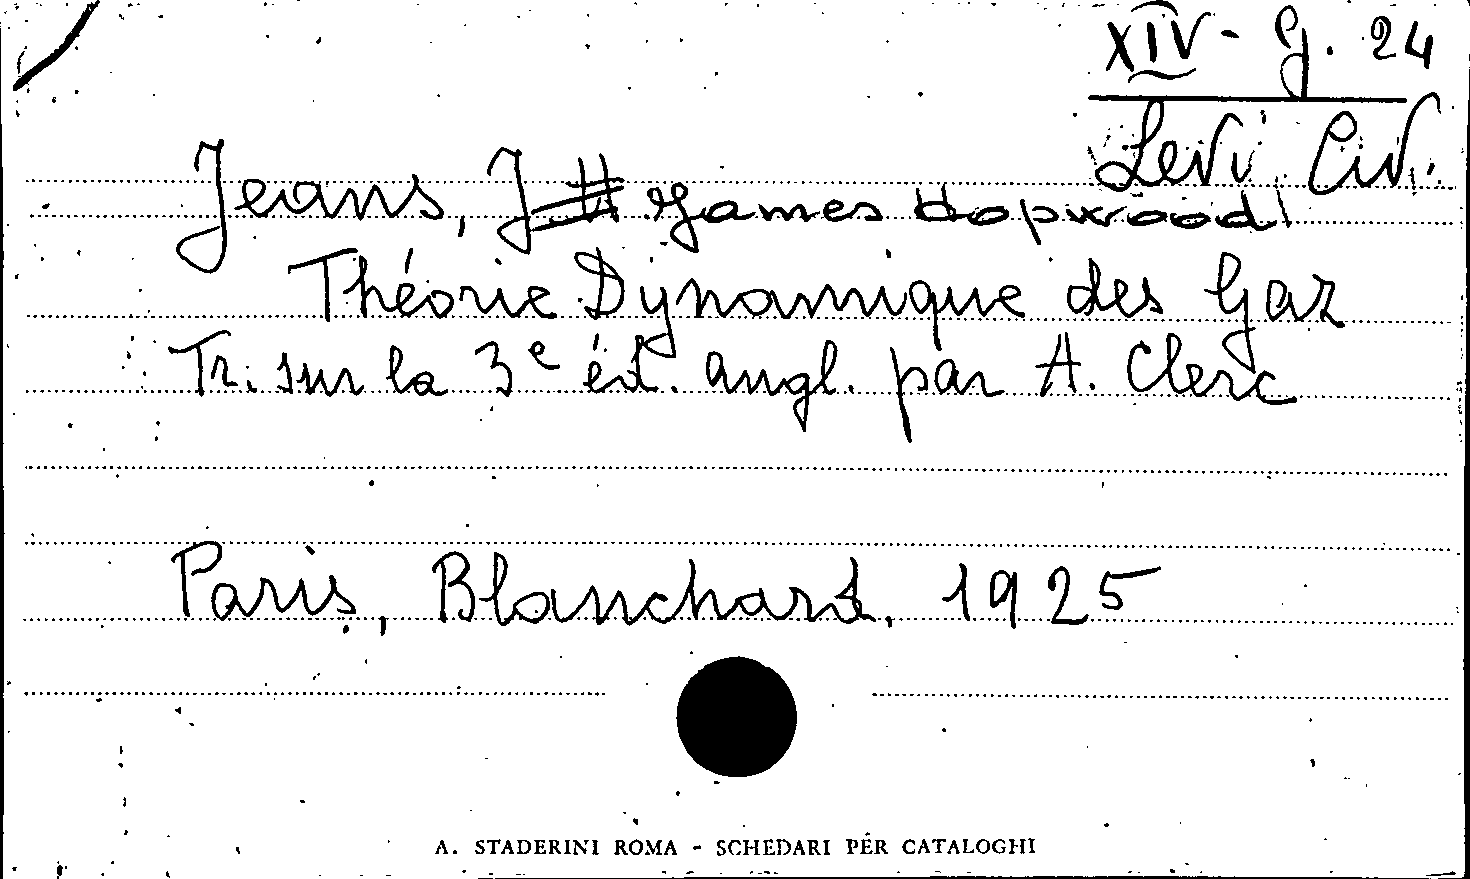 XIV - G. 24
Levi Civ.
Jeans, J. H. James Hopwood
Théorie Dynamique des Gaz
Tr. sur la 3e éd. angl. par A. Clerc
Paris, Blanchard, 1925
A. STADERINI ROMA - SCHEDARI PER CATALOGHI